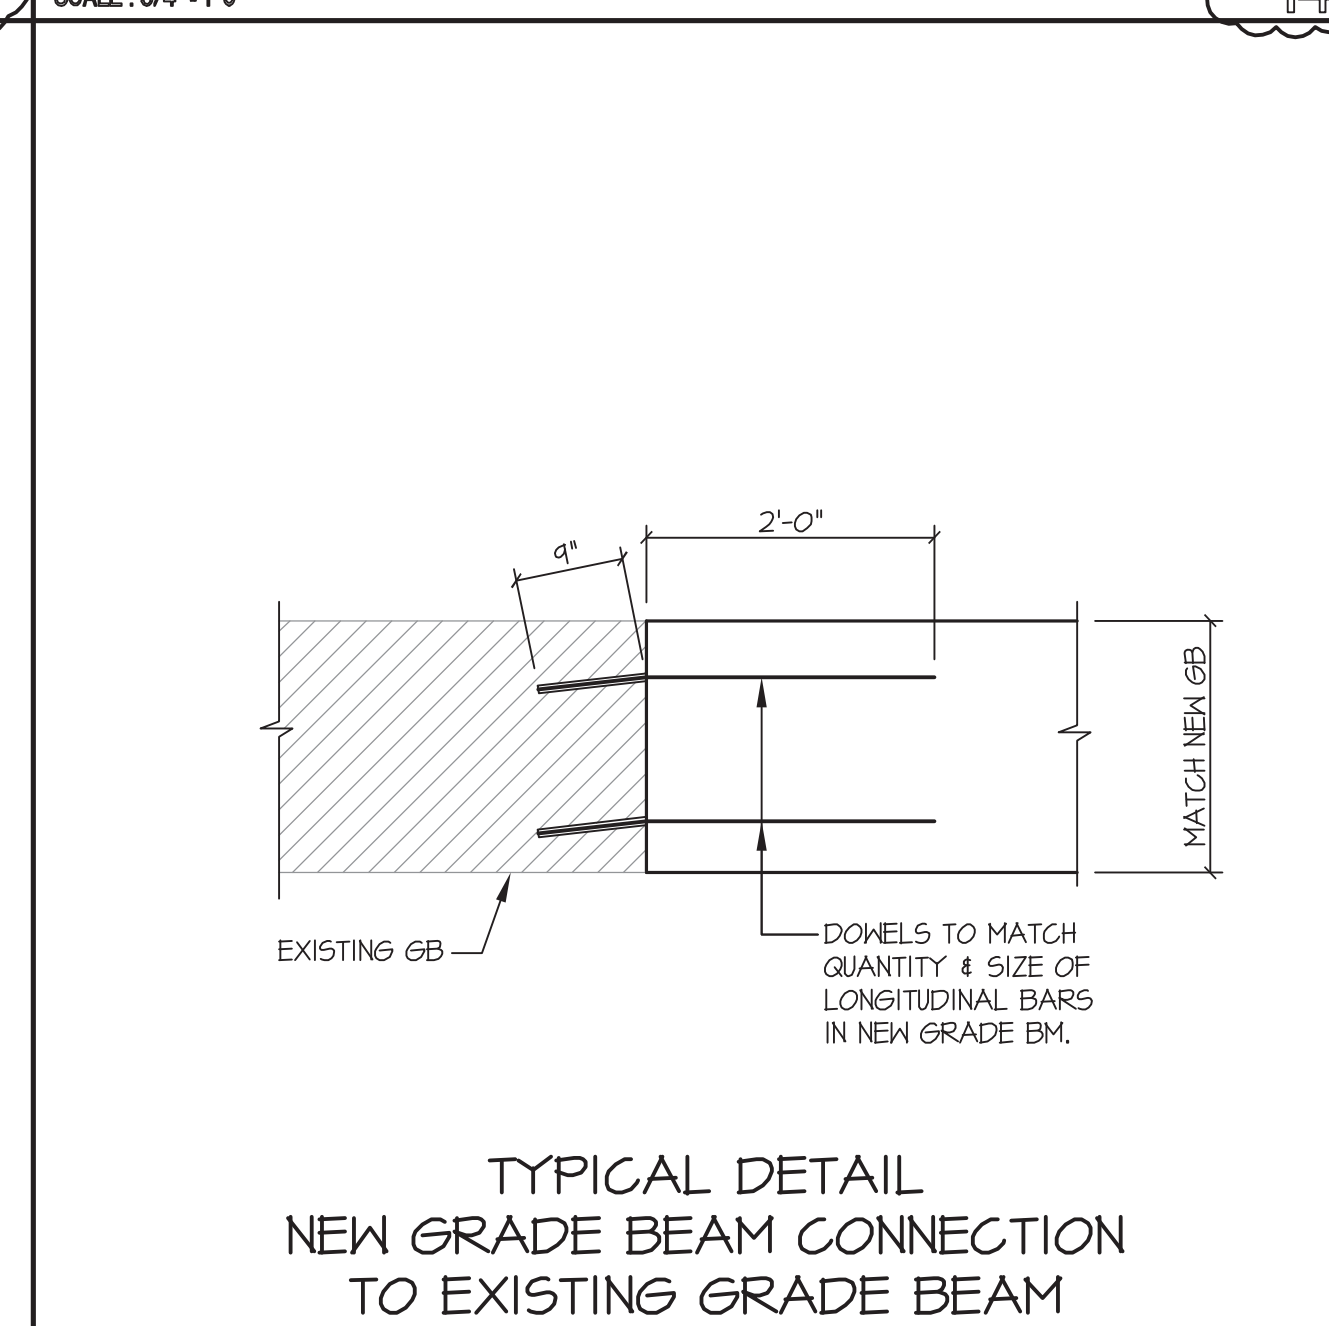 2'-0"
9"
MATCH NEW GB
EXISTING GB
DOWELS TO MATCH
QUANTITY & SIZE OF
LONGITUDINAL BARS
IN NEW GRADE BM.
TYPICAL DETAIL
NEW GRADE BEAM CONNECTION
TO EXISTING GRADE BEAM